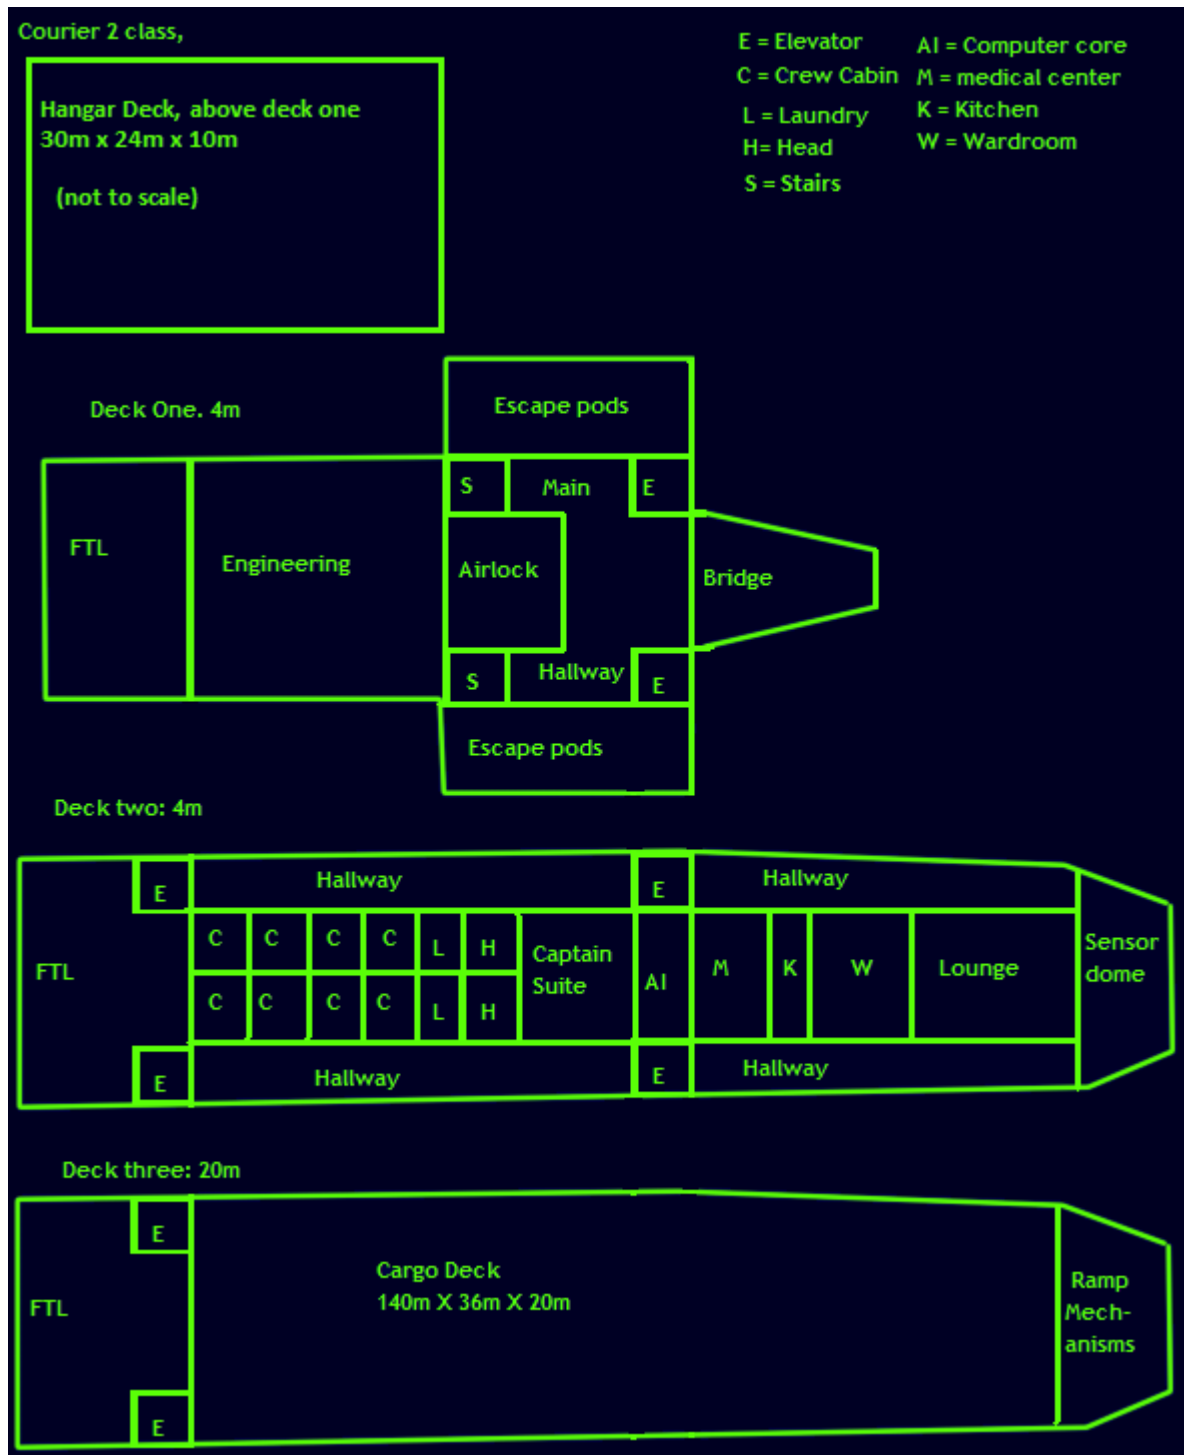 Courier 2 class,
E = Elevator
C = Crew Cabin
L = Laundry
H= Head
S = Stairs
AI = Computer core
M = medical center
K = Kitchen
W = Wardroom
Hangar Deck, above deck one
30m x 24m x 10m
(not to scale)
Deck One. 4m
Escape pods
S
Main
E
FTL
Engineering
Airlock
Bridge
S
Hallway
E
Escape pods
Deck two: 4m
E
Hallway
E
Hallway
C
C
C
C
L
H
Captain
Suite
AI
M
K
W
Lounge
Sensor
dome
FTL
C
C
C
C
L
H
E
Hallway
E
Hallway
Deck three: 20m
E
Cargo Deck
140m X 36m X 20m
FTL
Ramp
Mech-
anisms
E